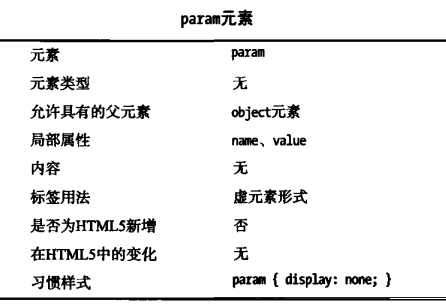 param元素
元素 param
元素类型 无
允许具有的父元素 object元素
局部属性 name、value
内容 无
标签用法 虚元素形式
是否为HTML5新增 否
在HTML5中的变化 无
习惯样式 param { display: none; }